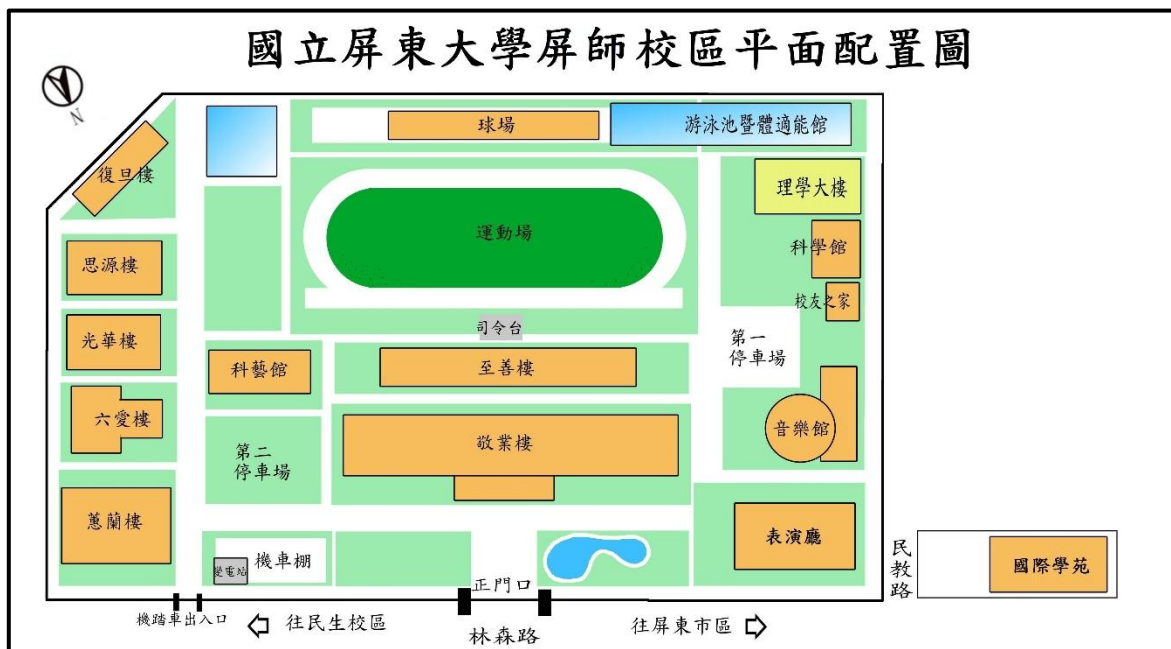 國立屏東大學屏師校區平面配置圖
N
球場
游泳池暨體適能館
復旦樓
理學大樓
運動場
科學館
思源樓
校友之家
司令台
第一
停車場
光華樓
科藝館
至善樓
六愛樓
音樂館
敬業樓
第二
停車場
蕙蘭樓
表演廳
民教路
國際學苑
機車棚
變電站
正門口
機踏車出入口
往民生校區
林森路
往屏東市區